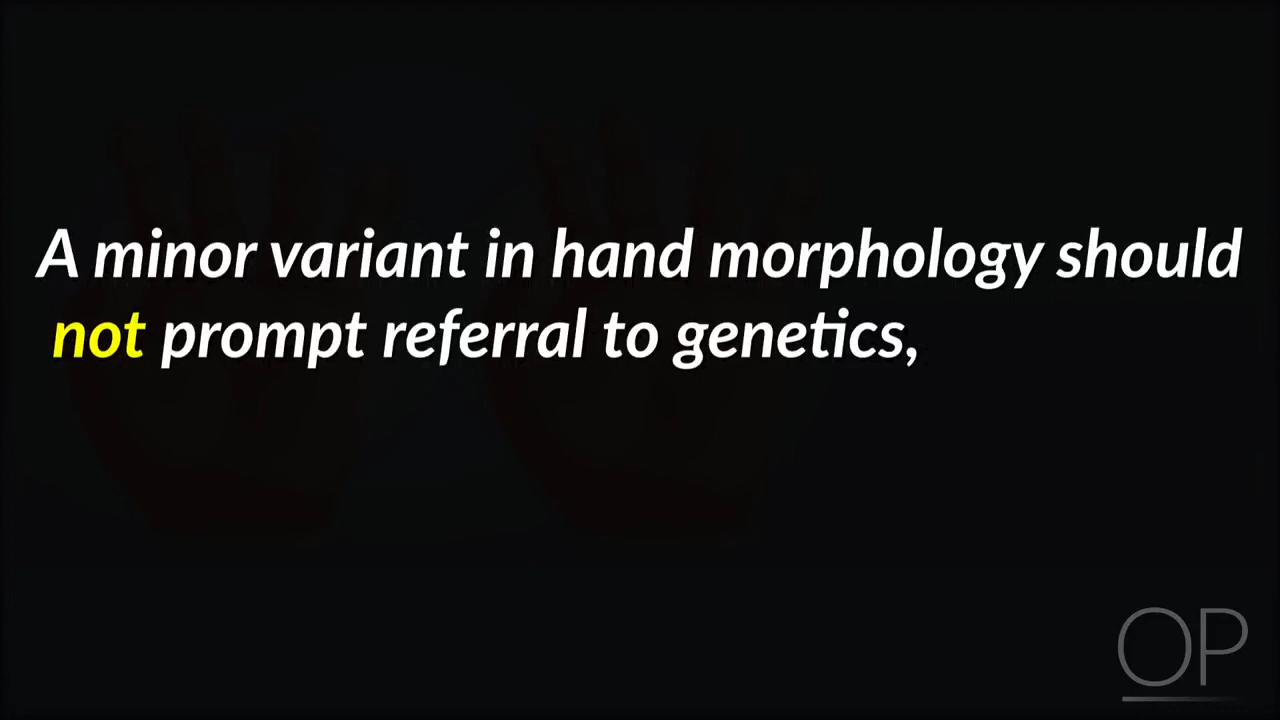 A minor variant in hand morphology should
not prompt referral to genetics,
OP